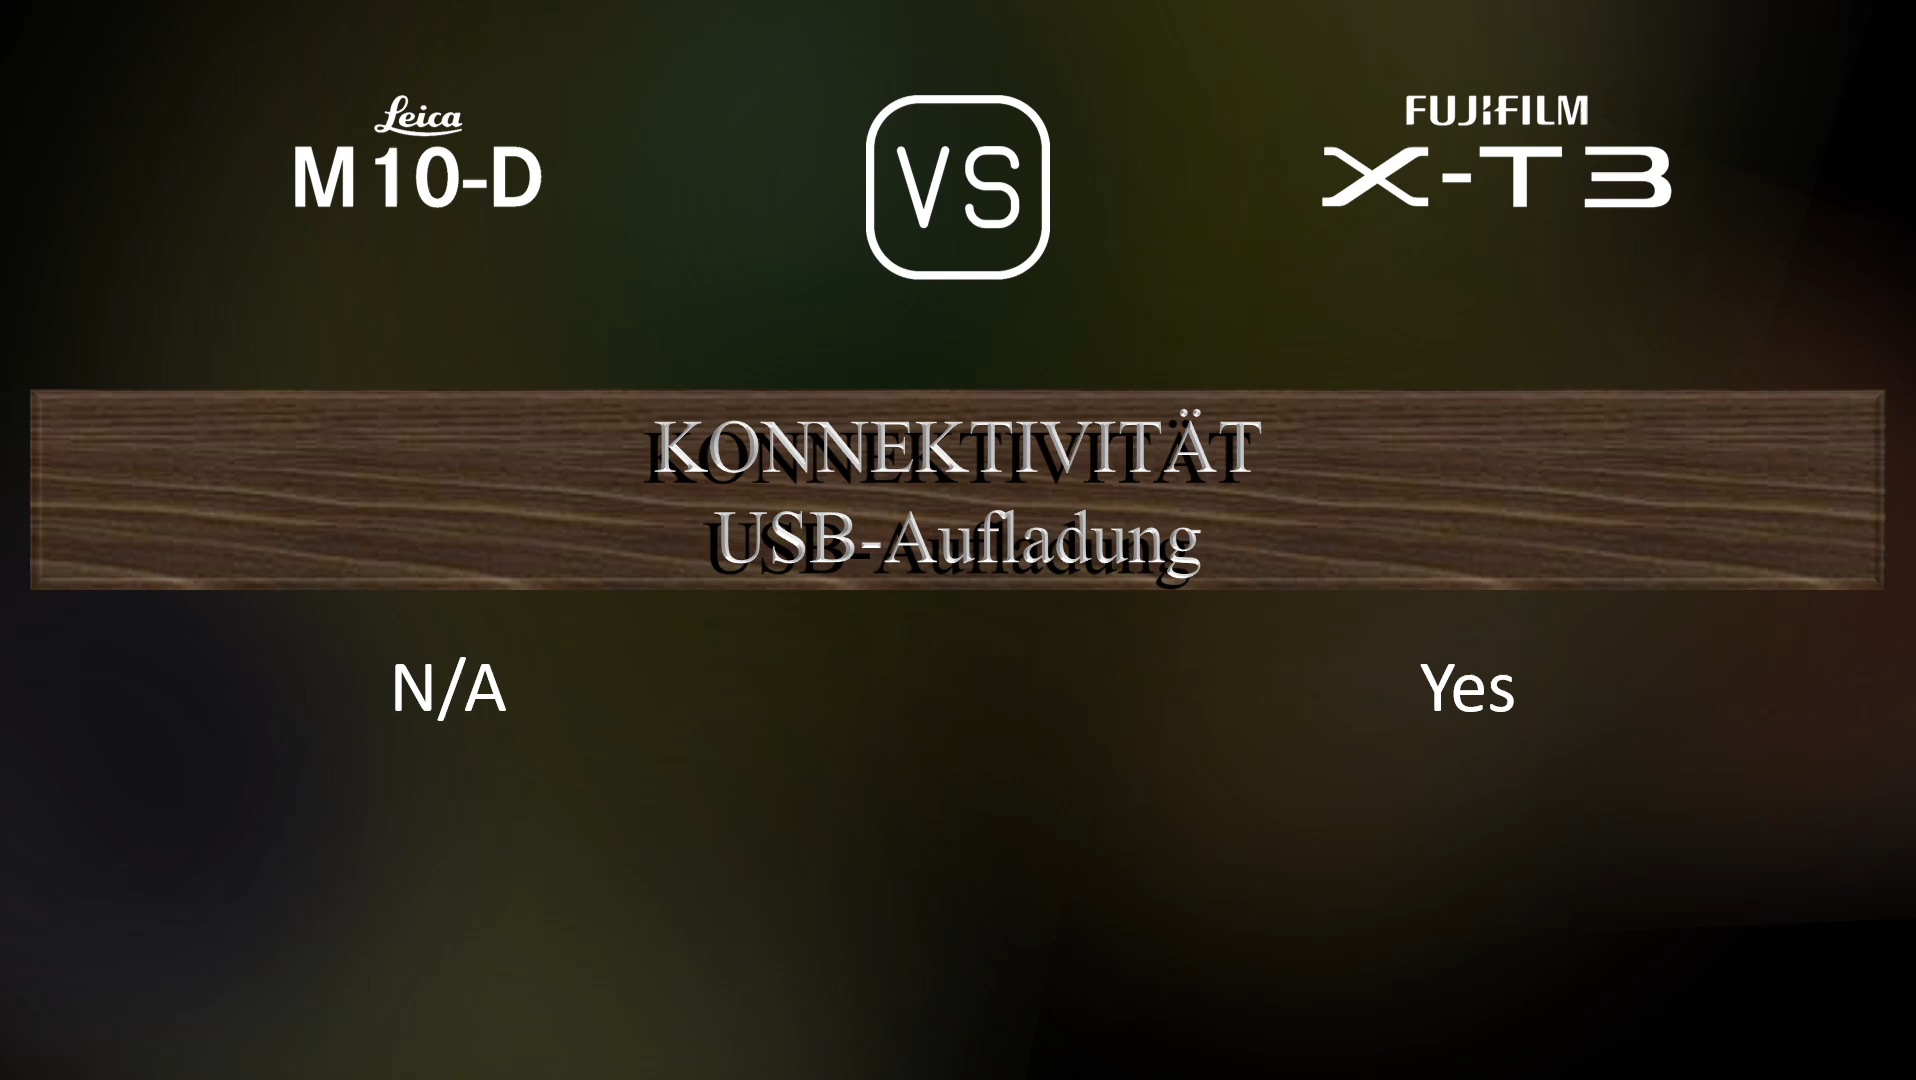 Leica
M10-D
VS
FUJIFILM
X-T3
KONNEKTIVITÄT
USB-Aufladung
N/A
Yes